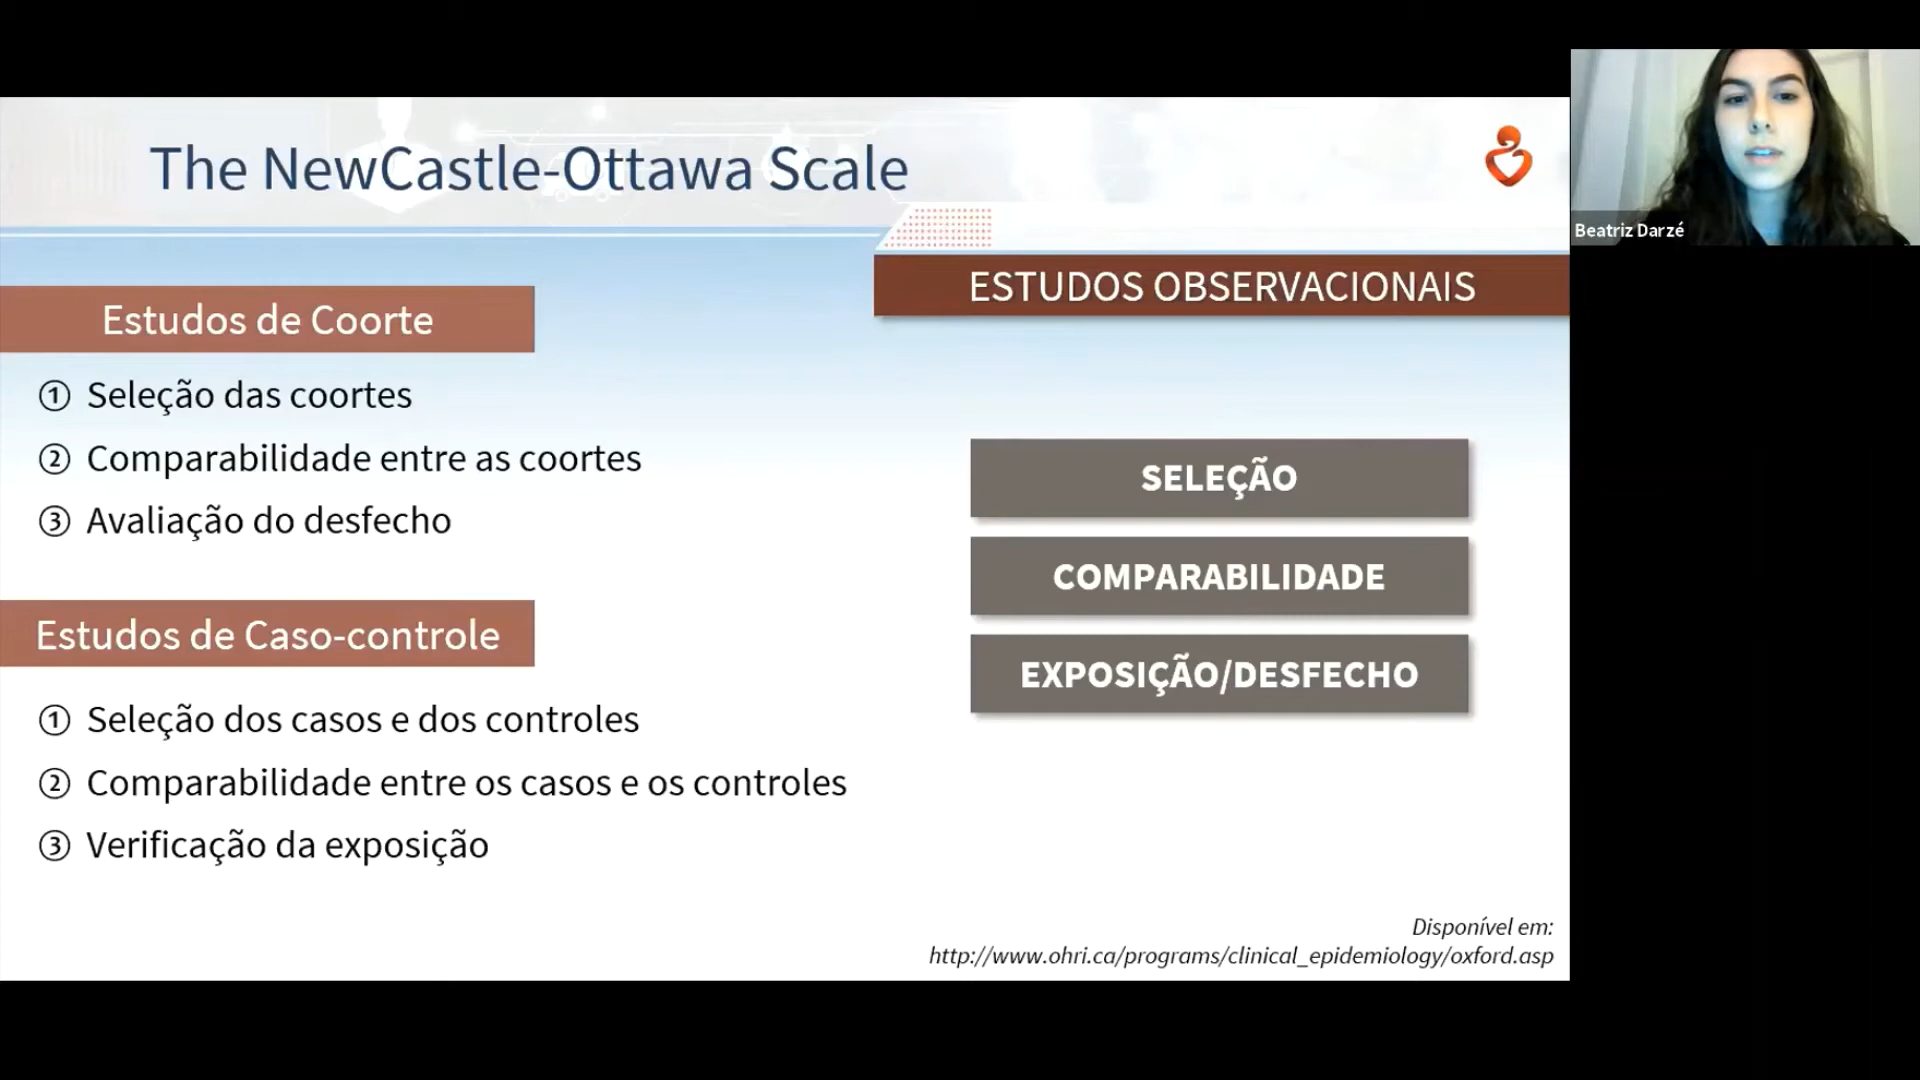 The NewCastle-Ottawa Scale
Beatriz Darzé
ESTUDOS OBSERVACIONAIS
Estudos de Coorte
① Seleção das coortes
② Comparabilidade entre as coortes
③ Avaliação do desfecho
Estudos de Caso-controle
① Seleção dos casos e dos controles
② Comparabilidade entre os casos e os controles
③ Verificação da exposição
SELEÇÃO
COMPARABILIDADE
EXPOSIÇÃO/DESFECHO
Disponível em:
http://www.ohri.ca/programs/clinical_epidemiology/oxford.asp